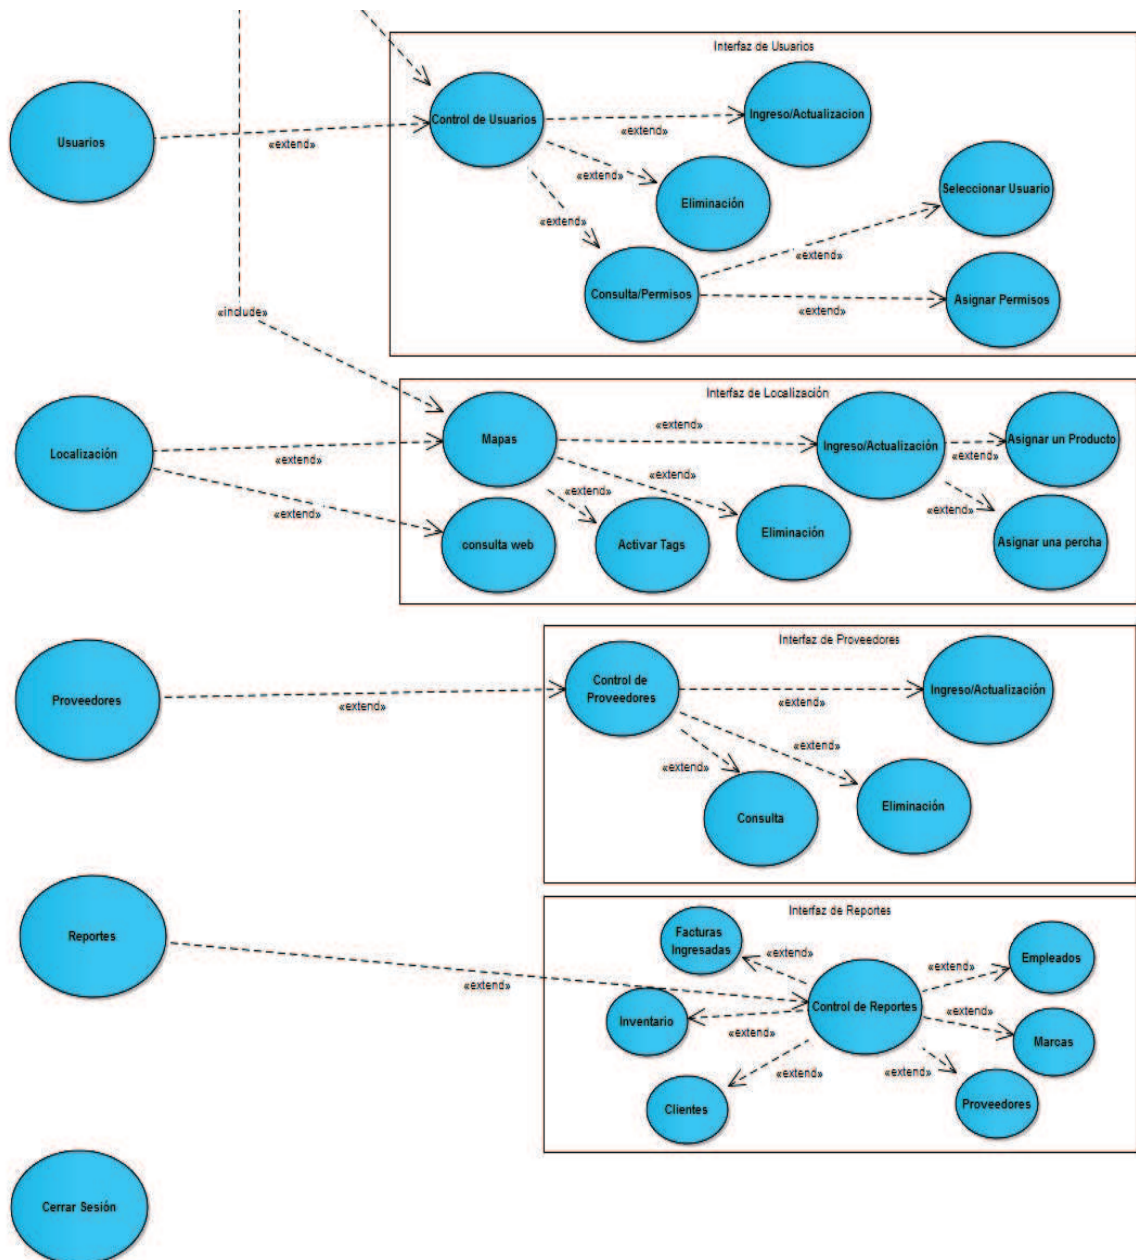 Interfaz de Usuarios
Usuarios
«extend»
Control de Usuarios
«extend»
Ingreso/Actualizacion
«extend»
Eliminación
Seleccionar Usuario
«extend»
«extend»
Consulta/Permisos
«extend»
Asignar Permisos
«include»
Interfaz de Localización
Localización
«extend»
«extend»
Mapas
«extend»
Ingreso/Actualización
«extend»
Asignar un Producto
«extend»
«extend»
«extend»
Asignar una percha
consulta web
Activar Tags
Eliminación
Interfaz de Proveedores
Proveedores
«extend»
Control de
Proveedores
«extend»
Ingreso/Actualización
«extend»
«extend»
Consulta
Eliminación
Interfaz de Reportes
Reportes
«extend»
Facturas
Ingresadas
«extend»
«extend»
Empleados
Inventario
Control de Reportes
«extend»
«extend»
Marcas
«extend»
«extend»
Clientes
Proveedores
Cerrar Sesión